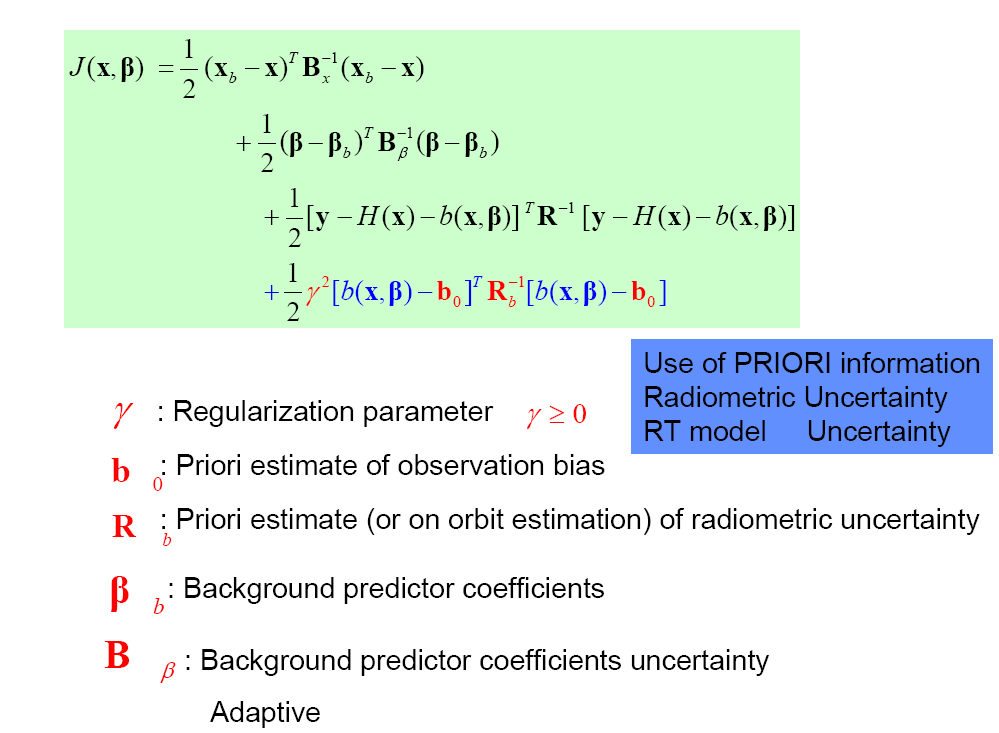 J(x,β) = 1/2 (x_b − x)^T B_x^{−1} (x_b − x)
+ 1/2 (β − β_b)^T B_β^{−1} (β − β_b)
+ 1/2 [y − H(x) − b(x,β)]^T R^{−1} [y − H(x) − b(x,β)]
+ 1/2 γ^2 [b(x,β) − b_0]^T R_b^{−1} [b(x,β) − b_0]
Use of PRIORI information
Radiometric Uncertainty
RT model Uncertainty
γ : Regularization parameter γ ≥ 0
b_0 : Priori estimate of observation bias
R_b : Priori estimate (or on orbit estimation) of radiometric uncertainty
β_b : Background predictor coefficients
B_β : Background predictor coefficients uncertainty
Adaptive